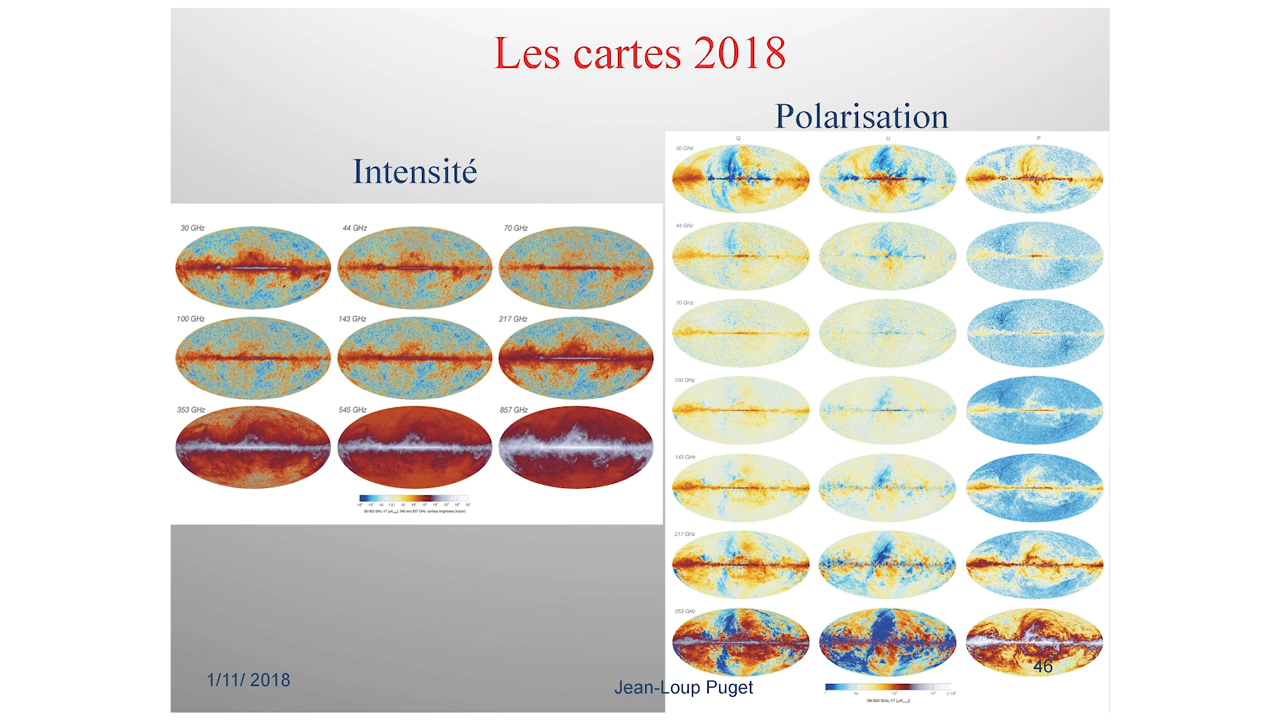 Les cartes 2018
Polarisation
Intensité
30 GHz 44 GHz 70 GHz
100 GHz 143 GHz 217 GHz
353 GHz 545 GHz 857 GHz
Q U P
30 GHz
44 GHz
70 GHz
100 GHz
143 GHz
217 GHz
353 GHz
46
1/11/ 2018
Jean-Loup Puget